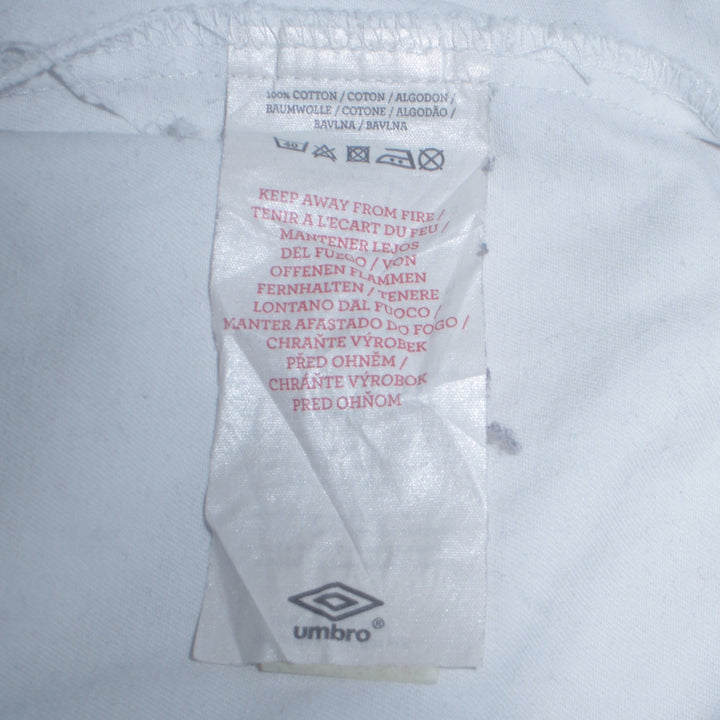 100% COTTON / COTON / ALGODON /
BAUMWOLLE / COTONE / ALGODÃO /
BAVLNA / BAVLNA
40
KEEP AWAY FROM FIRE /
TENIR A L'ECART DU FEU /
MANTENER LEJOS
DEL FUEGO / VON
OFFENEN FLAMMEN
FERNHALTEN / TENERE
LONTANO DAL FUOCO /
MANTER AFASTADO DO FOGO /
CHRAŇTE VÝROBEK
PŘED OHNĚM /
CHRÁŇTE VÝROBOK
PRED OHŇOM
umbro®